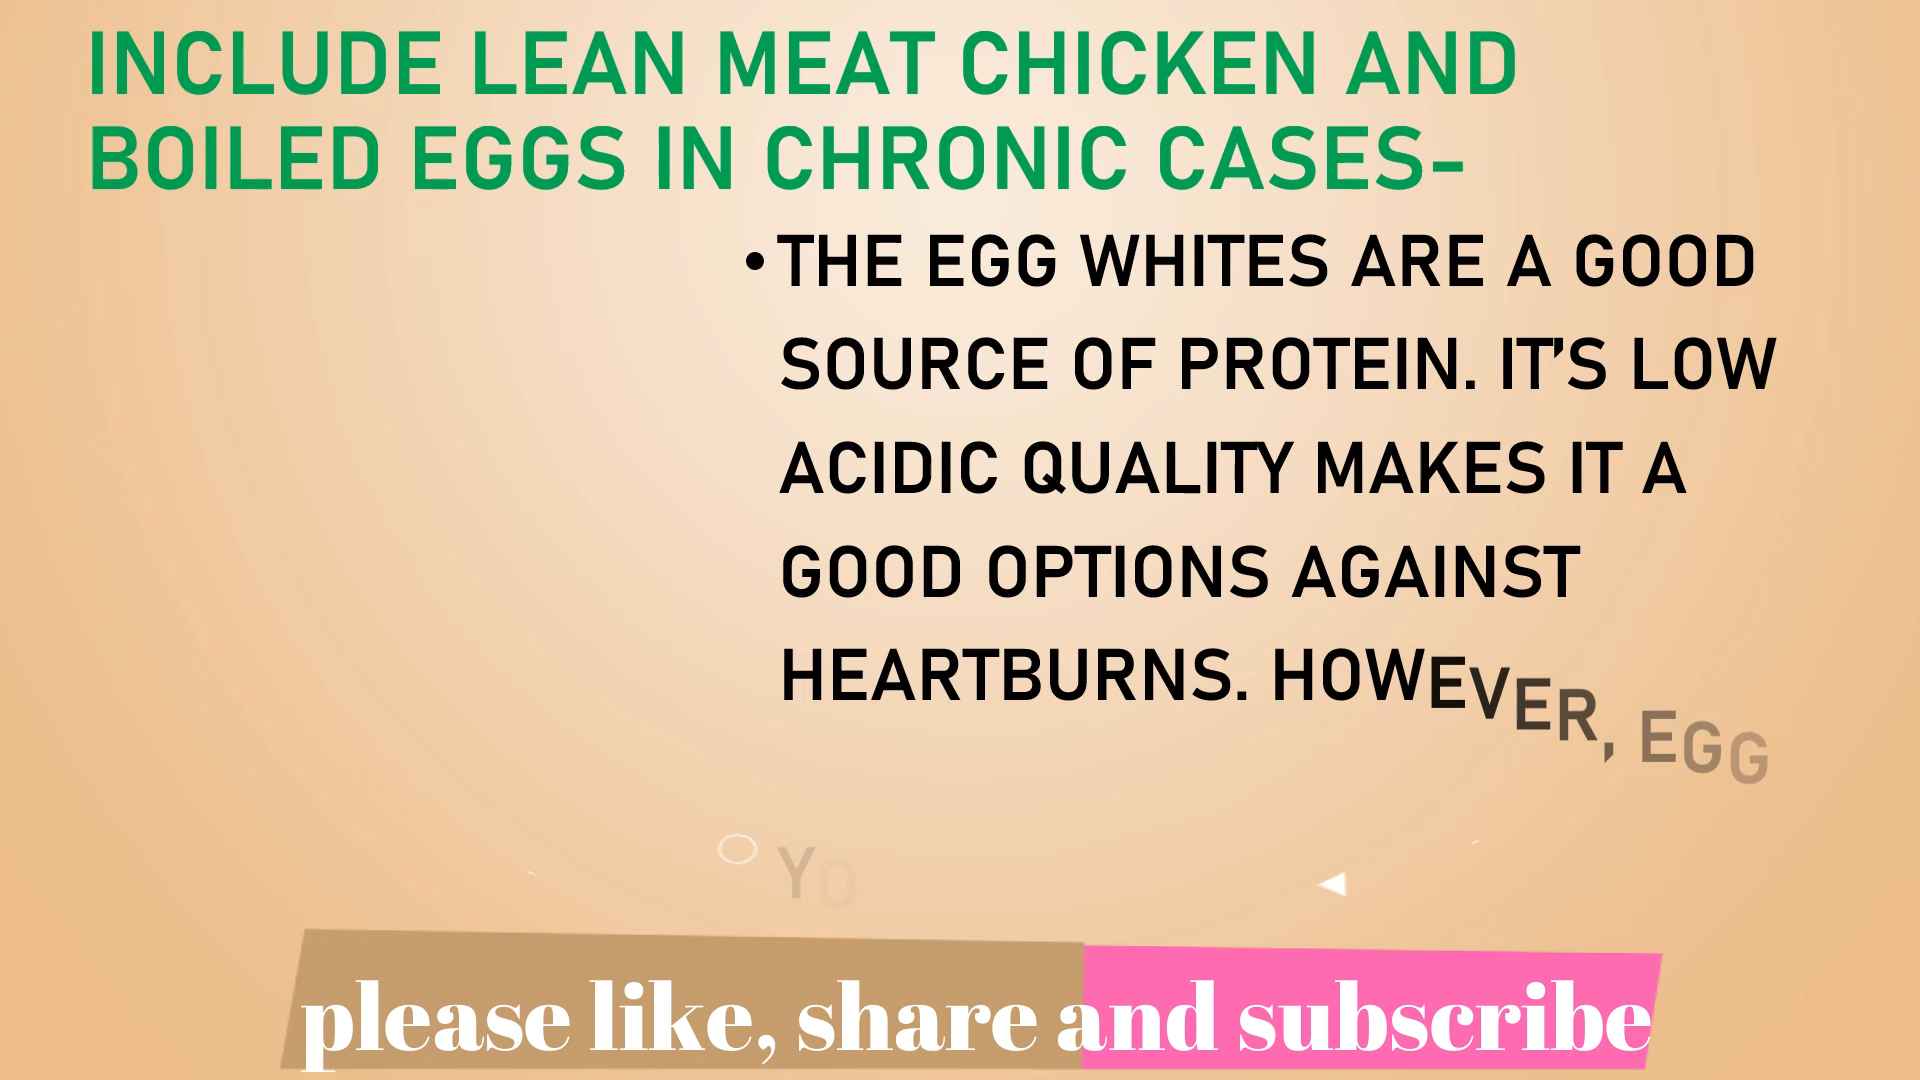 INCLUDE LEAN MEAT CHICKEN AND
BOILED EGGS IN CHRONIC CASES-
• THE EGG WHITES ARE A GOOD
SOURCE OF PROTEIN. IT'S LOW
ACIDIC QUALITY MAKES IT A
GOOD OPTIONS AGAINST
HEARTBURNS. HOWEVER, EGG
YO
please like, share and subscribe